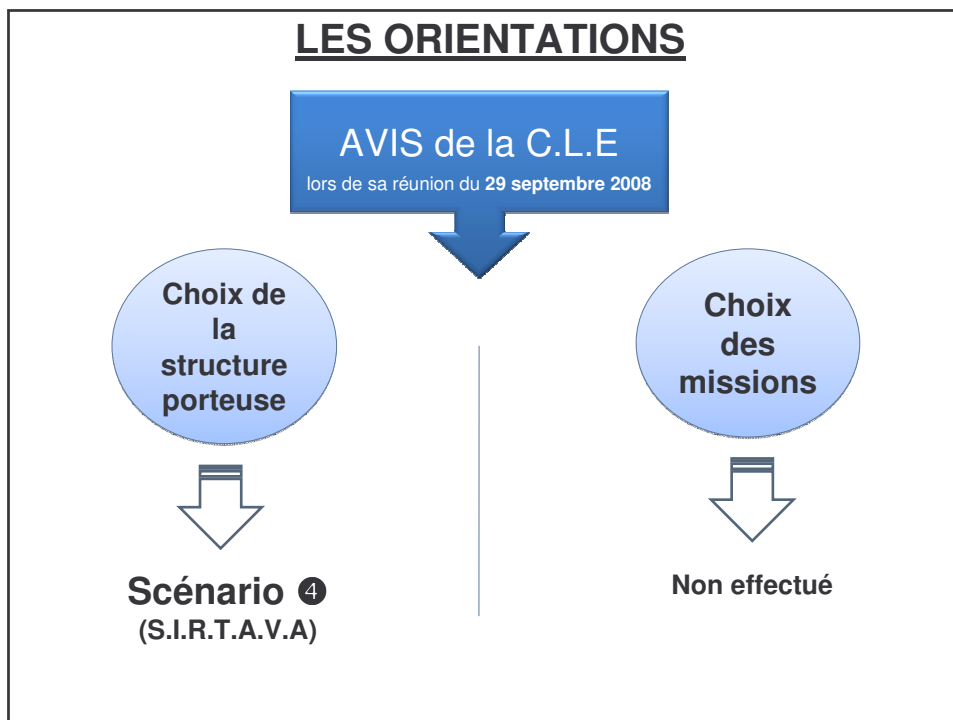 LES ORIENTATIONS
AVIS de la C.L.E
lors de sa réunion du 29 septembre 2008
Choix de
la
structure
porteuse
Scénario ❹
(S.I.R.T.A.V.A)
Choix
des
missions
Non effectué